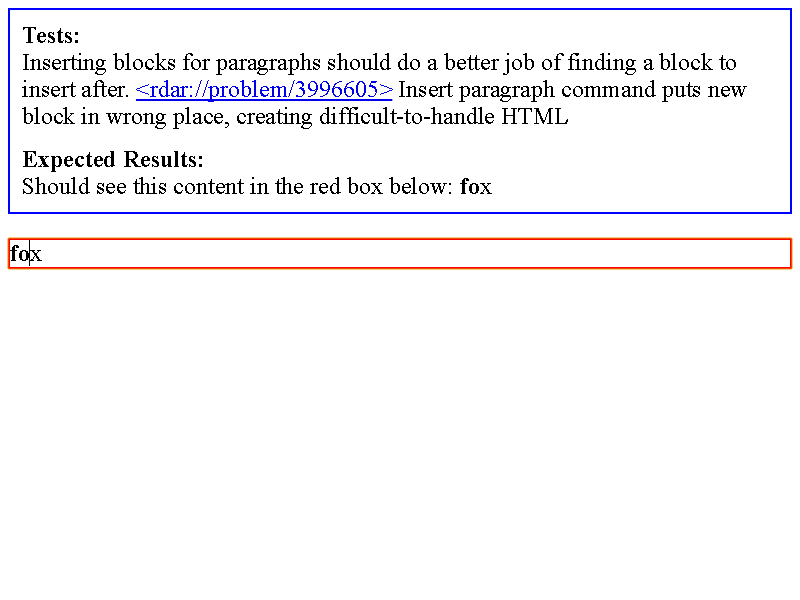 Tests:
Inserting blocks for paragraphs should do a better job of finding a block to
insert after. <rdar://problem/3996605> Insert paragraph command puts new
block in wrong place, creating difficult-to-handle HTML
Expected Results:
Should see this content in the red box below: fox
fox